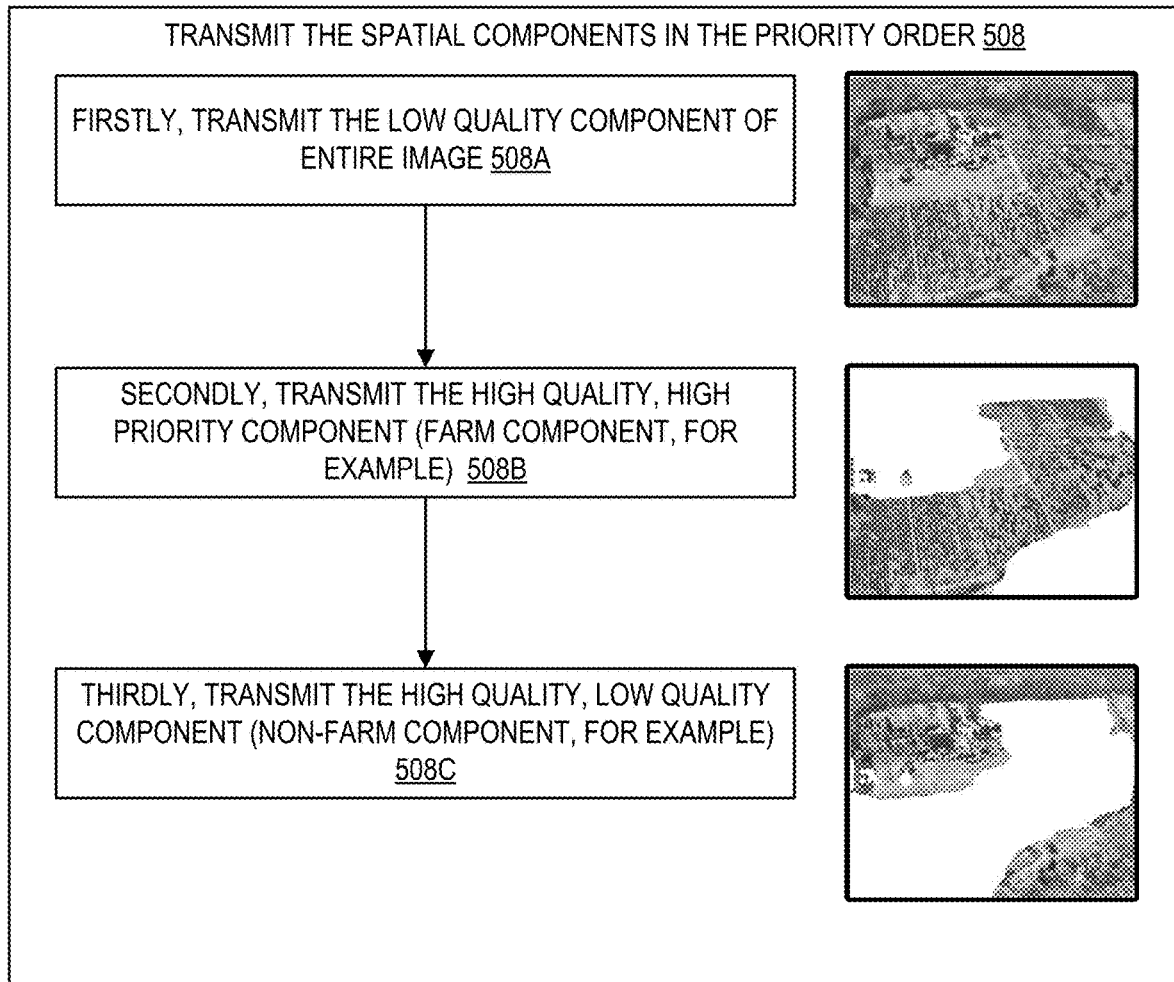 TRANSMIT THE SPATIAL COMPONENTS IN THE PRIORITY ORDER 508
FIRSTLY, TRANSMIT THE LOW QUALITY COMPONENT OF
ENTIRE IMAGE 508A
SECONDLY, TRANSMIT THE HIGH QUALITY, HIGH
PRIORITY COMPONENT (FARM COMPONENT, FOR
EXAMPLE) 508B
THIRDLY, TRANSMIT THE HIGH QUALITY, LOW QUALITY
COMPONENT (NON-FARM COMPONENT, FOR EXAMPLE)
508C